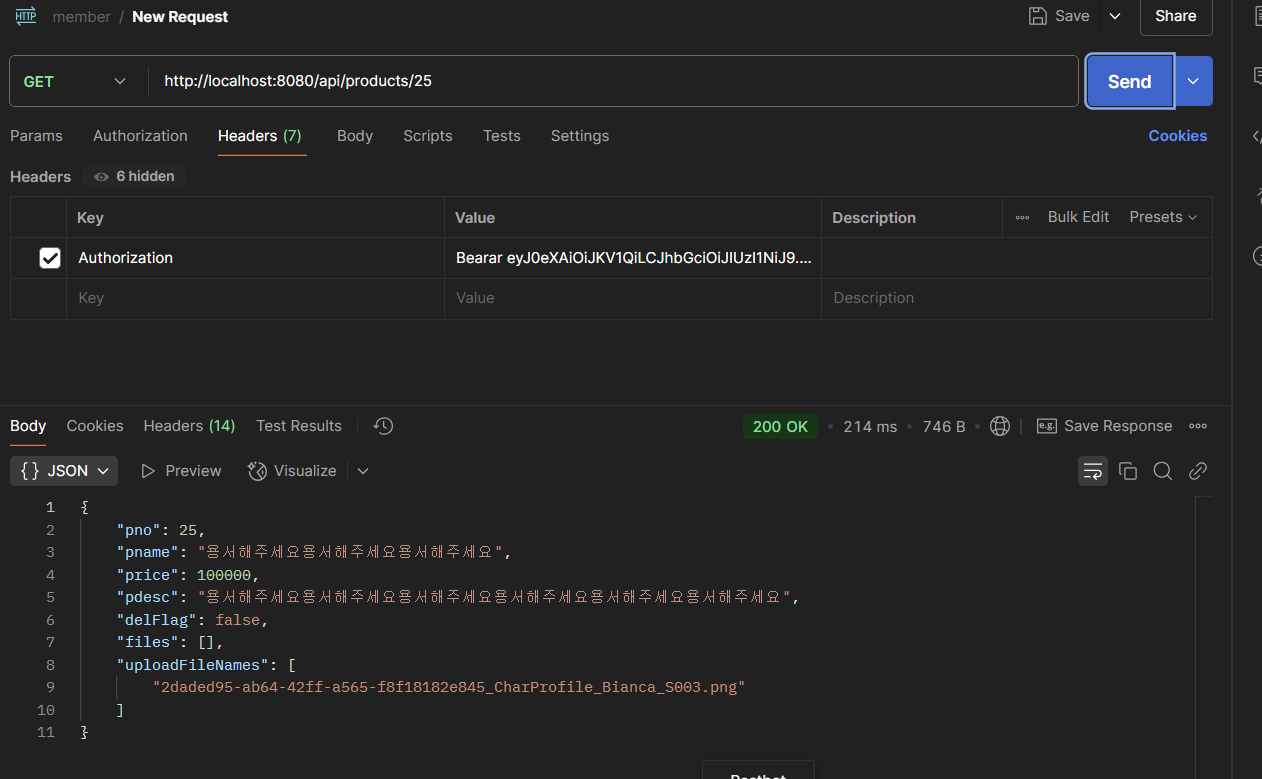 HTTP member / New Request Save Share
GET http://localhost:8080/api/products/25 Send
Params Authorization Headers (7) Body Scripts Tests Settings Cookies
Headers 6 hidden
Key Value Description Bulk Edit Presets
Authorization Bearar eyJ0eXAiOiJKV1QiLCJhbGciOiJIUzI1NiJ9....
Key Value Description
Body Cookies Headers (14) Test Results 200 OK • 214 ms • 746 B • e.g. Save Response
{} JSON Preview Visualize
1 {
2 "pno": 25,
3 "pname": "용서해주세요용서해주세요용서해주세요",
4 "price": 100000,
5 "pdesc": "용서해주세요용서해주세요용서해주세요용서해주세요용서해주세요용서해주세요",
6 "delFlag": false,
7 "files": [],
8 "uploadFileNames": [
9 "2daded95-ab64-42ff-a565-f8f18182e845_CharProfile_Bianca_S003.png"
10 ]
11 }